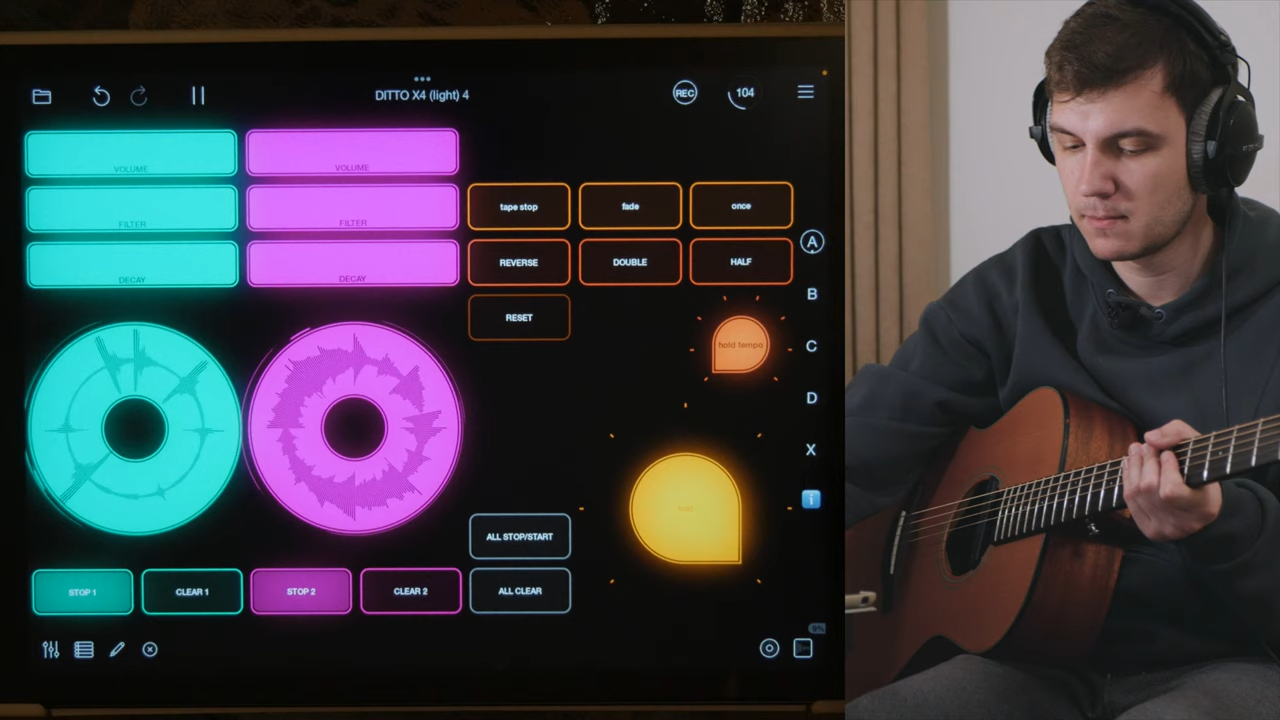 DITTO X4 (light) 4
REC
104
VOLUME
VOLUME
FILTER
FILTER
DECAY
DECAY
tape stop
fade
once
REVERSE
DOUBLE
HALF
RESET
hold tempo
A
B
C
D
X
i
ALL STOP/START
STOP 1
CLEAR 1
STOP 2
CLEAR 2
ALL CLEAR
9%